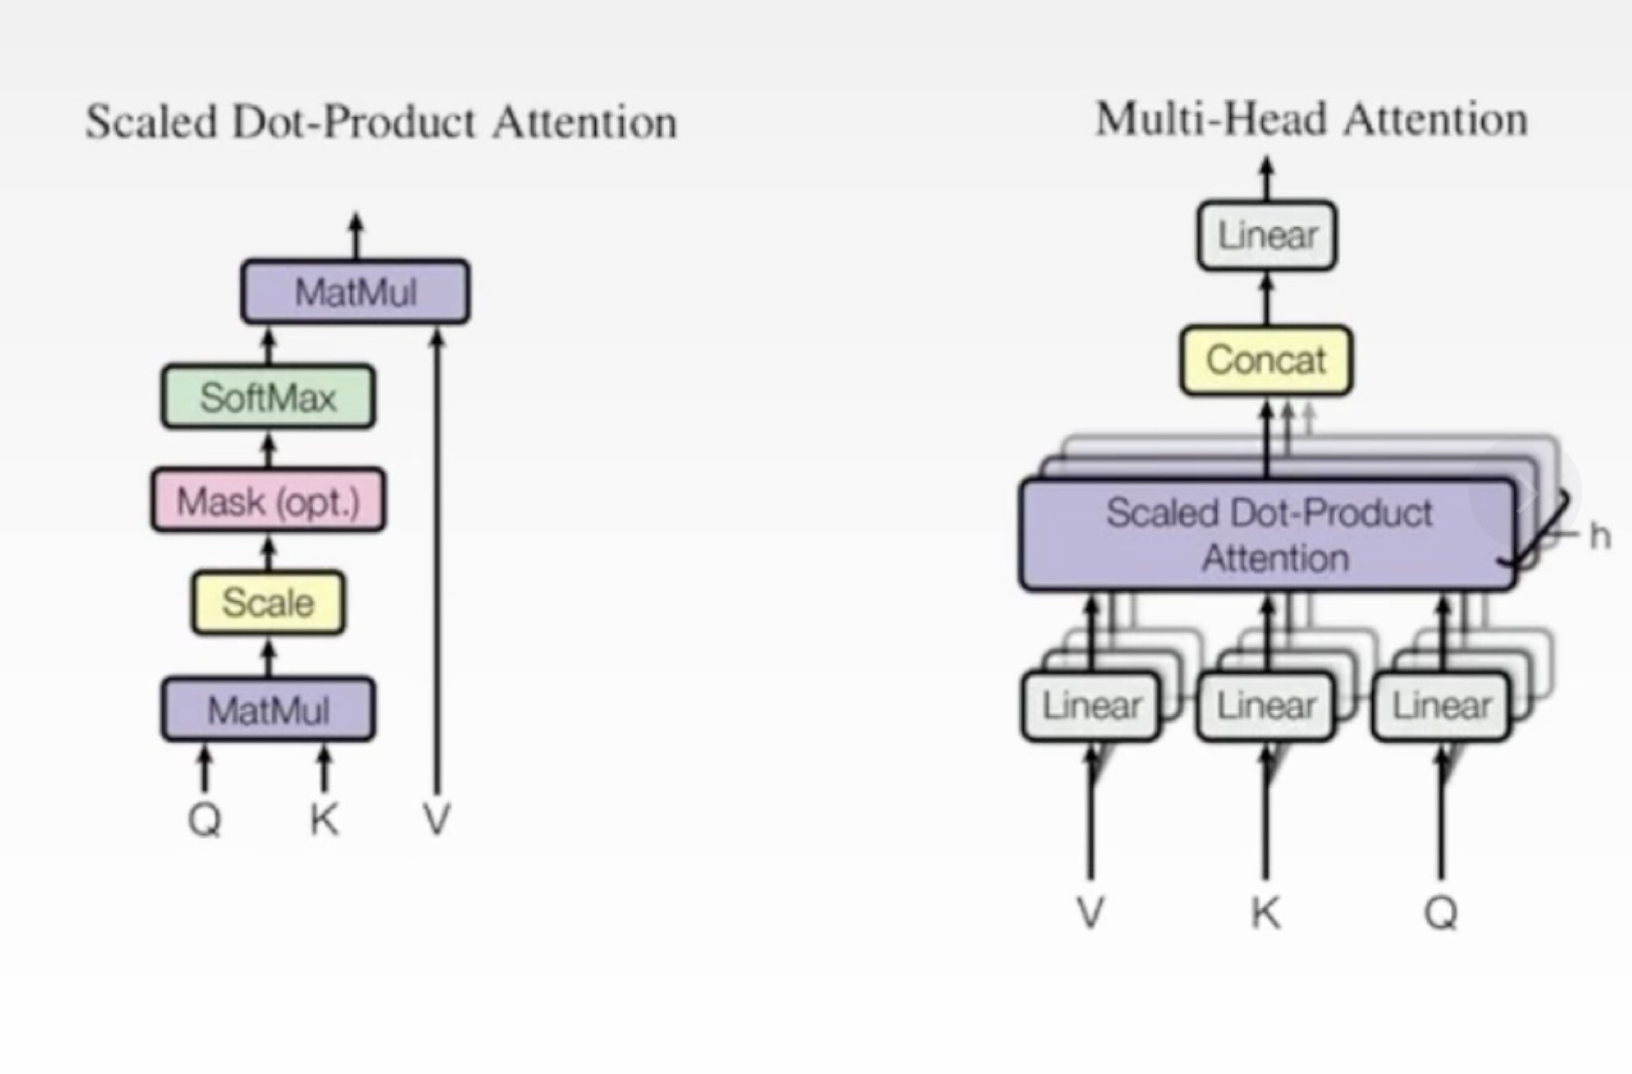 Scaled Dot-Product Attention
MatMul
SoftMax
Mask (opt.)
Scale
MatMul
Q K V
Multi-Head Attention
Linear
Concat
Scaled Dot-Product
Attention
h
Linear Linear Linear
V K Q